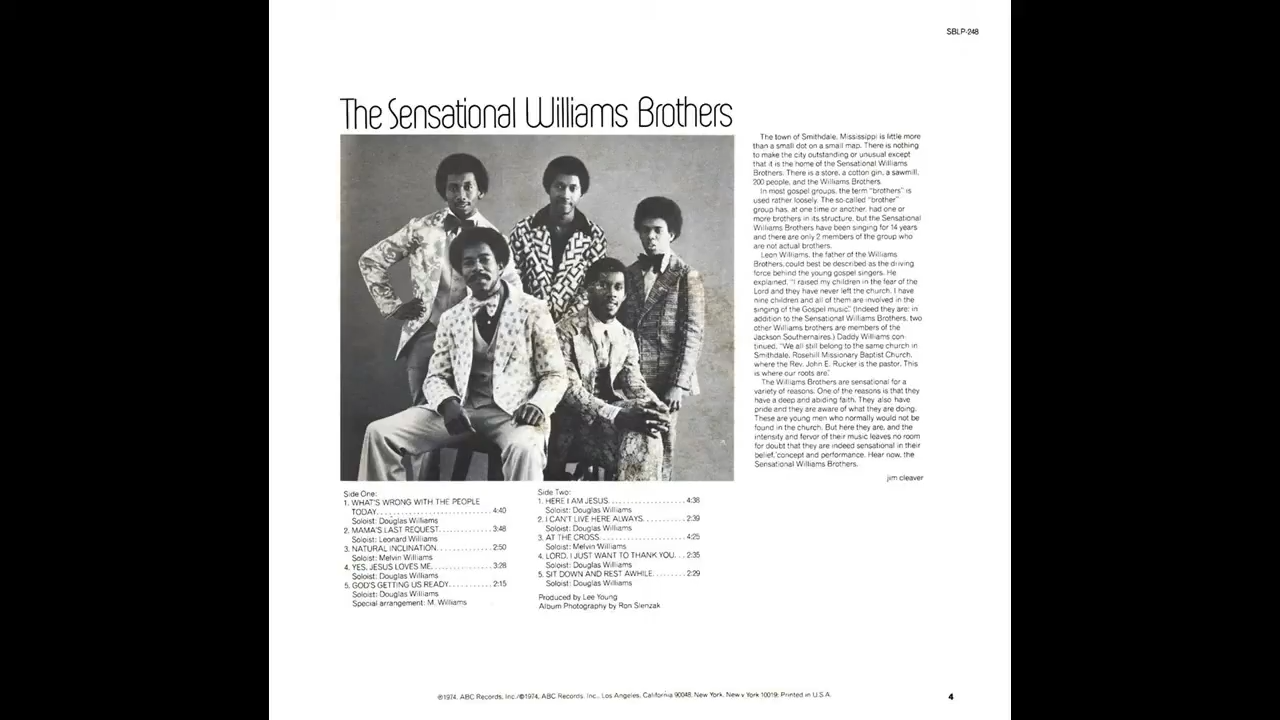 SBLP-248
The Sensational Williams Brothers
The town of Smithdale, Mississippi is little more
than a small dot on a small map. There is nothing
to make the city outstanding or unusual except
that it is the home of the Sensational Williams
Brothers. There is a store, a cotton gin, a sawmill,
200 people, and the Williams Brothers.
In most gospel groups, the term "brothers" is
used rather loosely. The so-called "brother"
group has, at one time or another, had one or
more brothers in its structure, but the Sensational
Williams Brothers have been singing for 14 years
and there are only 2 members of the group who
are not actual brothers.
Leon Williams, the father of the Williams
Brothers, could best be described as the driving
force behind the young gospel singers. He
explained, "I raised my children in the fear of the
Lord and they have never left the church. I have
nine children and all of them are involved in the
singing of the Gospel music." (Indeed they are; in
addition to the Sensational Williams Brothers, two
other Williams brothers are members of the
Jackson Southernaires.) Daddy Williams con-
tinued, "We all still belong to the same church in
Smithdale, Rosehill Missionary Baptist Church,
where the Rev. John E. Rucker is the pastor. This
is where our roots are."
The Williams Brothers are sensational for a
variety of reasons. One of the reasons is that they
have a deep and abiding faith. They also have
pride and they are aware of what they are doing.
These are young men who normally would not be
found in the church. But here they are, and the
intensity and fervor of their music leaves no room
for doubt that they are indeed sensational in their
belief, concept and performance. Hear now, the
Sensational Williams Brothers.
jim cleaver
Side One:
1. WHAT'S WRONG WITH THE PEOPLE
TODAY. . . . . . . . . . . . . . . . . . . . . . . 4:40
Soloist: Douglas Williams
2. MAMA'S LAST REQUEST. . . . . . . . . . . . 3:48
Soloist: Leonard Williams
3. NATURAL INCLINATION. . . . . . . . . . . . . 2:50
Soloist: Melvin Williams
4. YES, JESUS LOVES ME. . . . . . . . . . . . . . 3:28
Soloist: Douglas Williams
5. GOD'S GETTING US READY. . . . . . . . . . 2:15
Soloist: Douglas Williams
Special arrangement: M. Williams
Side Two:
1. HERE I AM JESUS. . . . . . . . . . . . . . . . . . . 4:38
Soloist: Douglas Williams
2. I CAN'T LIVE HERE ALWAYS. . . . . . . . . . 2:39
Soloist: Douglas Williams
3. AT THE CROSS. . . . . . . . . . . . . . . . . . . . . 4:25
Soloist: Melvin Williams
4. LORD, I JUST WANT TO THANK YOU. . . 2:35
Soloist: Douglas Williams
5. SIT DOWN AND REST AWHILE. . . . . . . . 2:29
Soloist: Douglas Williams
Produced by Lee Young
Album Photography by Ron Slenzak
℗1974, ABC Records, Inc./©1974, ABC Records, Inc., Los Angeles, California 90048, New York, New York 10019; Printed in U.S.A.
4